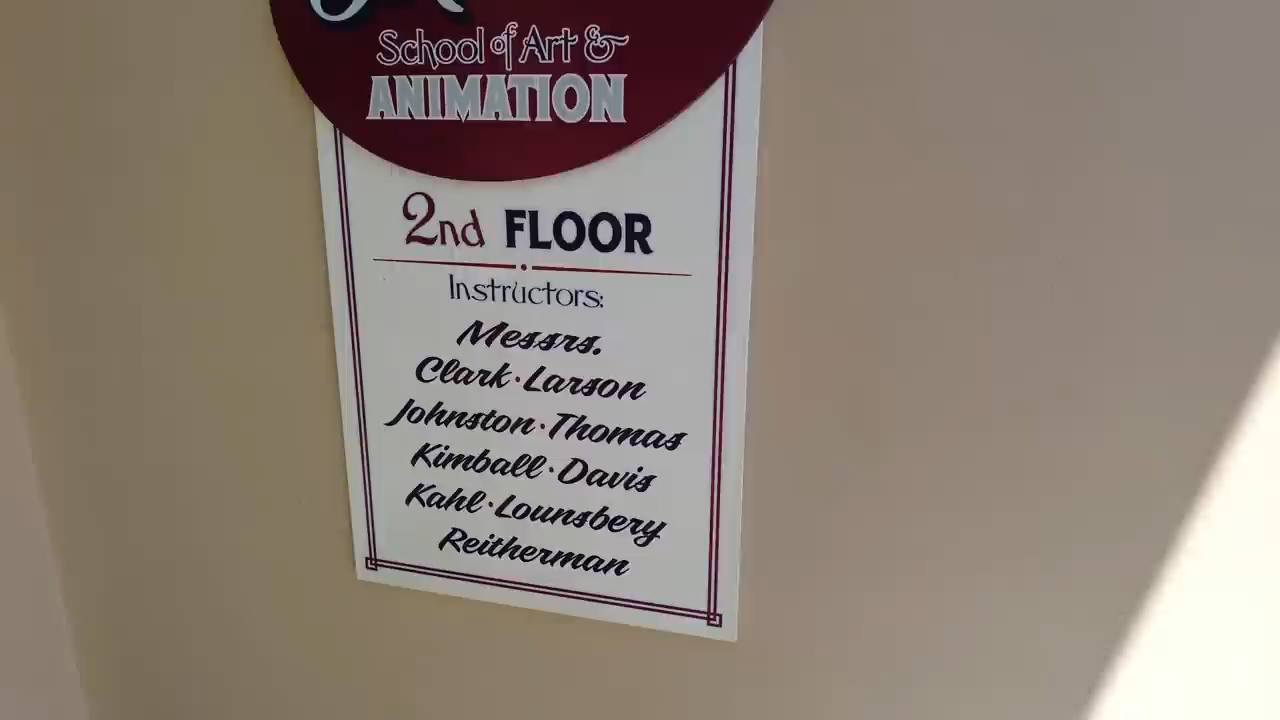 School of Art &
ANIMATION
2nd FLOOR
Instructors:
Messrs.
Clark · Larson
Johnston · Thomas
Kimball · Davis
Kahl · Lounsbery
Reitherman